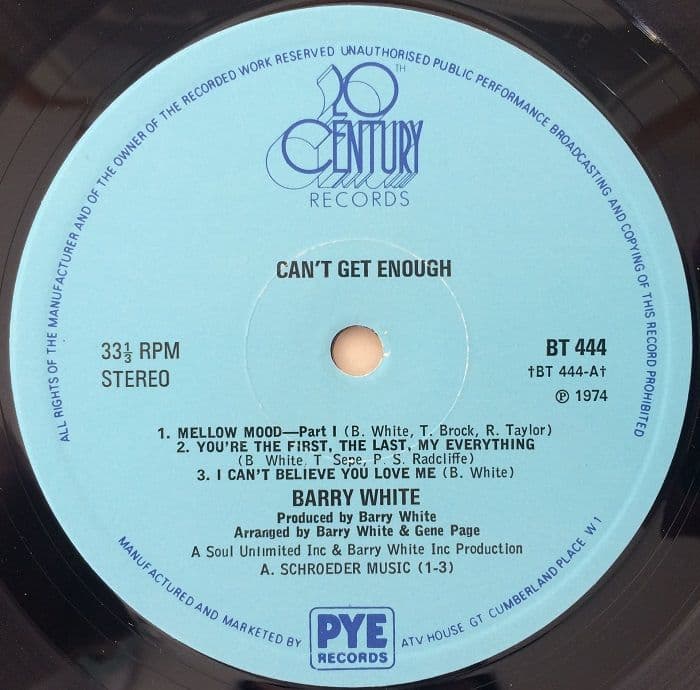 ALL RIGHTS OF THE MANUFACTURER AND OF THE OWNER OF THE RECORDED WORK RESERVED UNAUTHORISED PUBLIC PERFORMANCE BROADCASTING AND COPYING OF THIS RECORD PROHIBITED
20TH
CENTURY
RECORDS
CAN'T GET ENOUGH
33⅓ RPM
STEREO
BT 444
†BT 444-A†
℗ 1974
1. MELLOW MOOD—Part I (B. White, T. Brock, R. Taylor)
2. YOU'RE THE FIRST, THE LAST, MY EVERYTHING
(B. White, T. Sepe, P. S. Radcliffe)
3. I CAN'T BELIEVE YOU LOVE ME (B. White)
BARRY WHITE
Produced by Barry White
Arranged by Barry White & Gene Page
A Soul Unlimited Inc & Barry White Inc Production
A. SCHROEDER MUSIC (1-3)
MANUFACTURED AND MARKETED BY
PYE
RECORDS
ATV HOUSE GT CUMBERLAND PLACE W 1